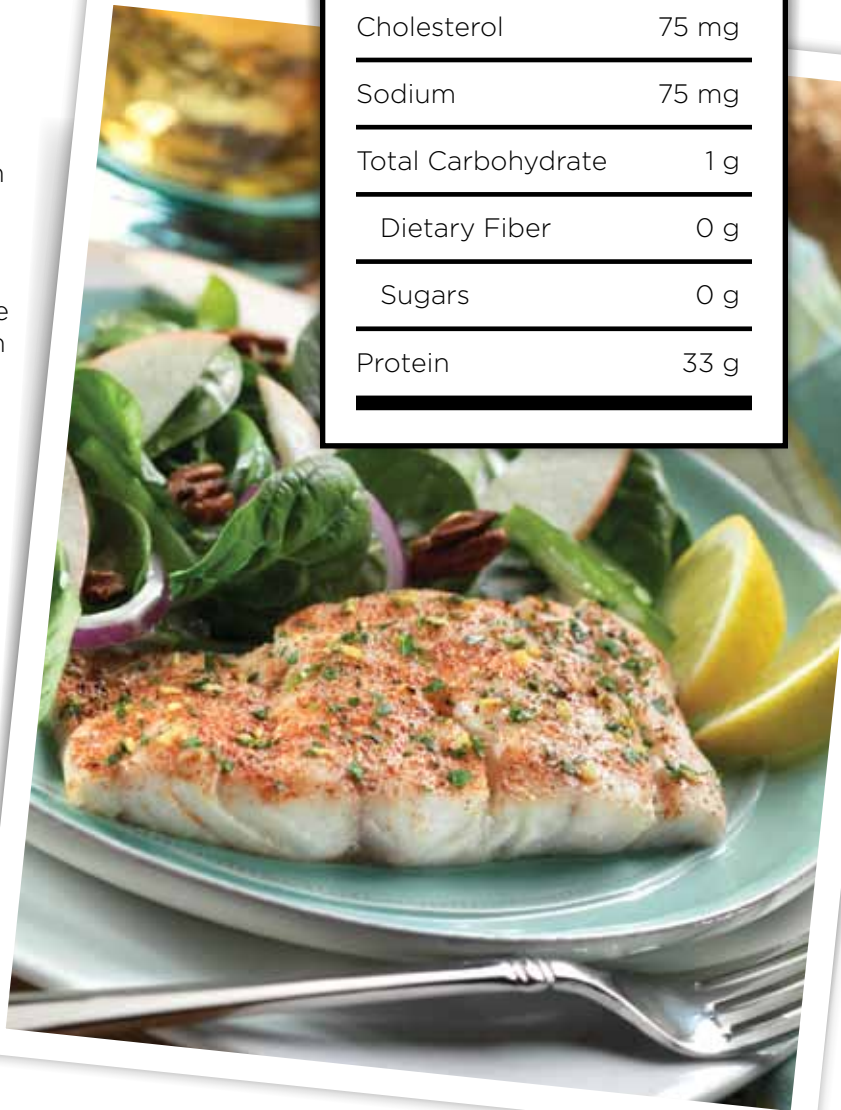 Cholesterol 75 mg
Sodium 75 mg
Total Carbohydrate 1 g
Dietary Fiber 0 g
Sugars 0 g
Protein 33 g